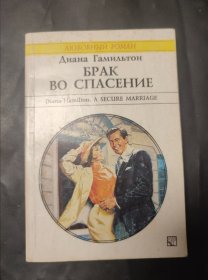 ЛЮБОВНЫЙ РОМАН
Диана Гамильтон
БРАК
ВО СПАСЕНИЕ
Diana Hamilton. A SECURE MARRIAGE